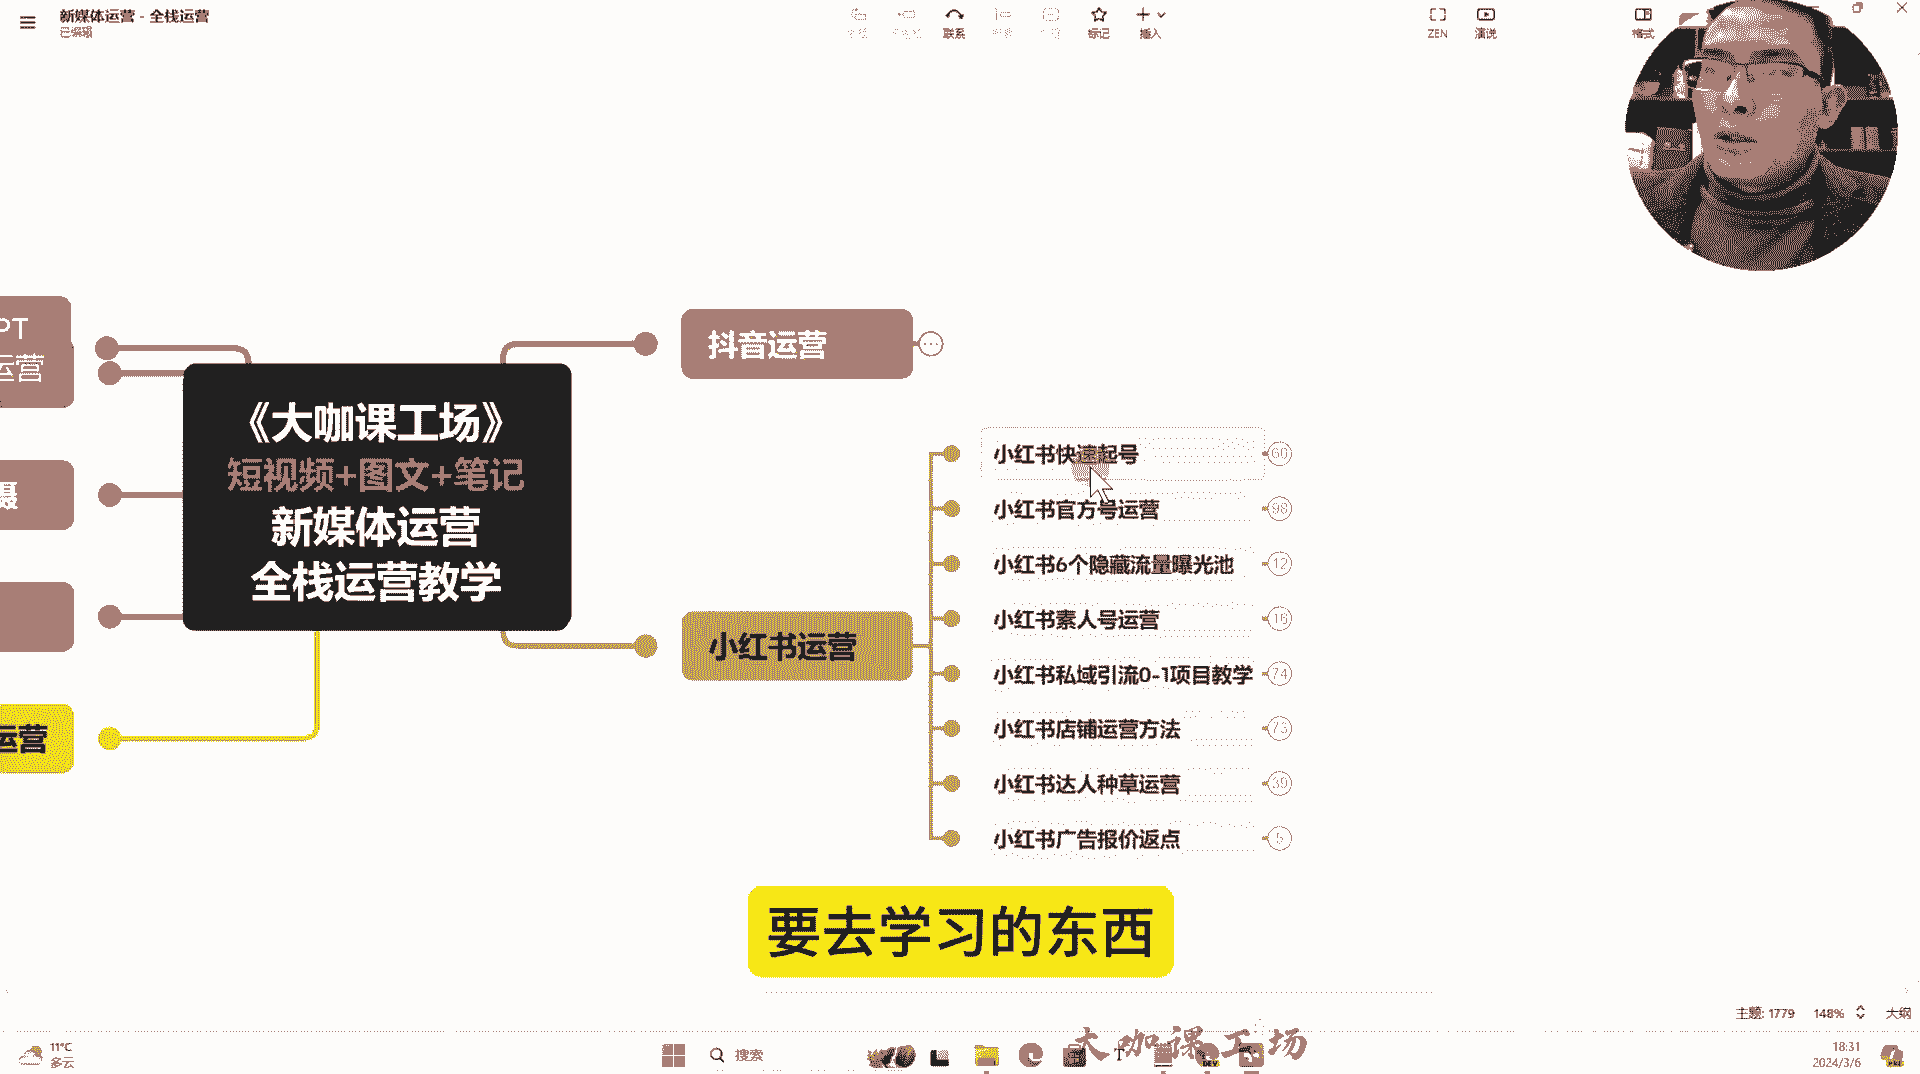 新媒体运营 - 全栈运营
已编辑
联系
标记
插入
ZEN
演说
格式
PT
运营
摄
运营
《大咖课工场》
短视频+图文+笔记
新媒体运营
全栈运营教学
抖音运营
小红书运营
小红书快速起号
60
小红书官方号运营
98
小红书6个隐藏流量曝光池
12
小红书素人号运营
16
小红书私域引流0-1项目教学
74
小红书店铺运营方法
73
小红书达人种草运营
39
小红书广告报价返点
5
要去学习的东西
主题: 1779
148%
大纲
大咖课工场
11°C
多云
搜索
18:31
2024/3/6